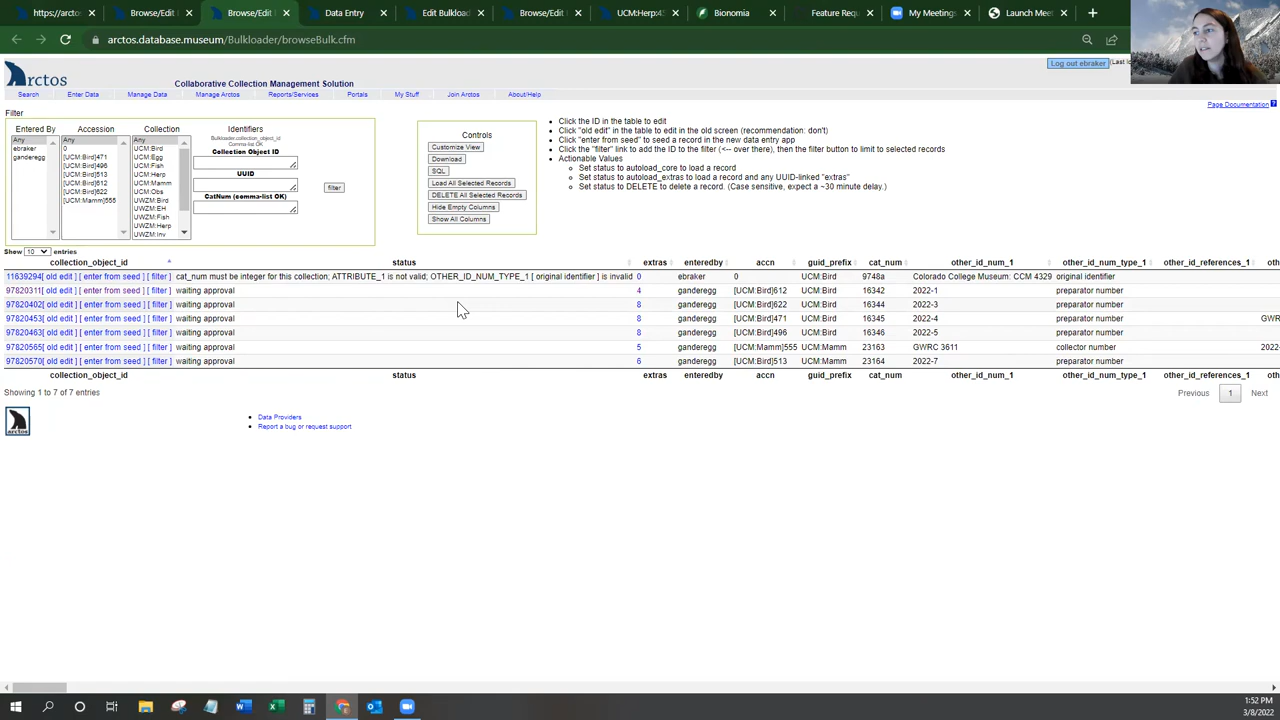 https://arctos
Browse/Edit
Browse/Edit
Data Entry
Edit Bulkload
Browse/Edit
UCM:Herp:4
Bionomia
Feature Requ
My Meetings
Launch Mee
arctos.database.museum/Bulkloader/browseBulk.cfm
arctos
Collaborative Collection Management Solution
Log out ebraker
(Last lo
Search Enter Data Manage Data Manage Arctos Reports/Services Portals My Stuff Join Arctos About/Help
Page Documentation
Filter
Entered By
Any
ebraker
ganderegg
Accession
Any
0
[UCM:Bird]471
[UCM:Bird]496
[UCM:Bird]513
[UCM:Bird]612
[UCM:Bird]622
[UCM:Mamm]555
Collection
Any
UCM:Bird
UCM:Egg
UCM:Fish
UCM:Herp
UCM:Mamm
UCM:Obs
UWZM:Bird
UWZM:EH
UWZM:Fish
UWZM:Herp
UWZM:Inv
Identifiers
Bulkloader.collection_object_id
Comma-list OK
Collection Object ID
UUID
CatNum (comma-list OK)
filter
Controls
Customize View
Download
SQL
Load All Selected Records
DELETE All Selected Records
Hide Empty Columns
Show All Columns
Click the ID in the table to edit
Click "old edit" in the table to edit in the old screen (recommendation: don't)
Click "enter from seed" to seed a record in the new data entry app
Click the "filter" link to add the ID to the filter (<-- over there), then the filter button to limit to selected records
Actionable Values
Set status to autoload_core to load a record
Set status to autoload_extras to load a record and any UUID-linked "extras"
Set status to DELETE to delete a record. (Case sensitive, expect a ~30 minute delay.)
Show 10 entries
collection_object_id status extras enteredby accn guid_prefix cat_num other_id_num_1 other_id_num_type_1 other_id_references_1 oth
11639294[ old edit ] [ enter from seed ] [ filter ] cat_num must be integer for this collection; ATTRIBUTE_1 is not valid; OTHER_ID_NUM_TYPE_1 [ original identifier ] is invalid 0 ebraker 0 UCM:Bird 9748a Colorado College Museum: CCM 4329 original identifier
97820311[ old edit ] [ enter from seed ] [ filter ] waiting approval 4 ganderegg [UCM:Bird]612 UCM:Bird 16342 2022-1 preparator number
97820402[ old edit ] [ enter from seed ] [ filter ] waiting approval 8 ganderegg [UCM:Bird]622 UCM:Bird 16344 2022-3 preparator number
97820453[ old edit ] [ enter from seed ] [ filter ] waiting approval 8 ganderegg [UCM:Bird]471 UCM:Bird 16345 2022-4 preparator number GWR
97820463[ old edit ] [ enter from seed ] [ filter ] waiting approval 8 ganderegg [UCM:Bird]496 UCM:Bird 16346 2022-5 preparator number
97820565[ old edit ] [ enter from seed ] [ filter ] waiting approval 5 ganderegg [UCM:Mamm]555 UCM:Mamm 23163 GWRC 3611 collector number 2022-
97820570[ old edit ] [ enter from seed ] [ filter ] waiting approval 6 ganderegg [UCM:Bird]513 UCM:Mamm 23164 2022-7 preparator number
collection_object_id status extras enteredby accn guid_prefix cat_num other_id_num_1 other_id_num_type_1 other_id_references_1 oth
Showing 1 to 7 of 7 entries
Previous 1 Next
arctos
Data Providers
Report a bug or request support
1:52 PM
3/8/2022